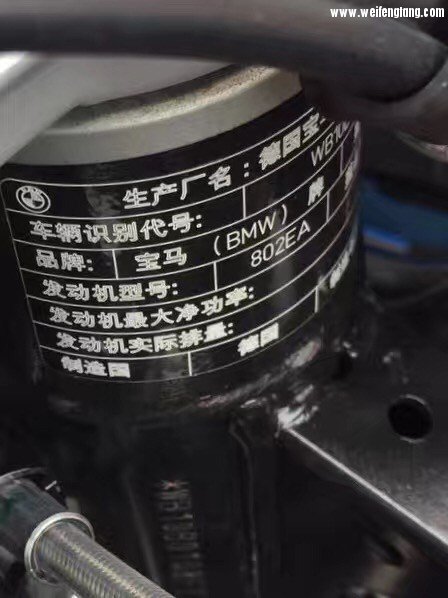 www.weifengtang.com
生产厂名：德国宝
车辆识别代号： WB10
品牌： 宝马（BMW）牌
发动机型号： 802EA
发动机最大净功率：
发动机实际排量：
制造国 德国